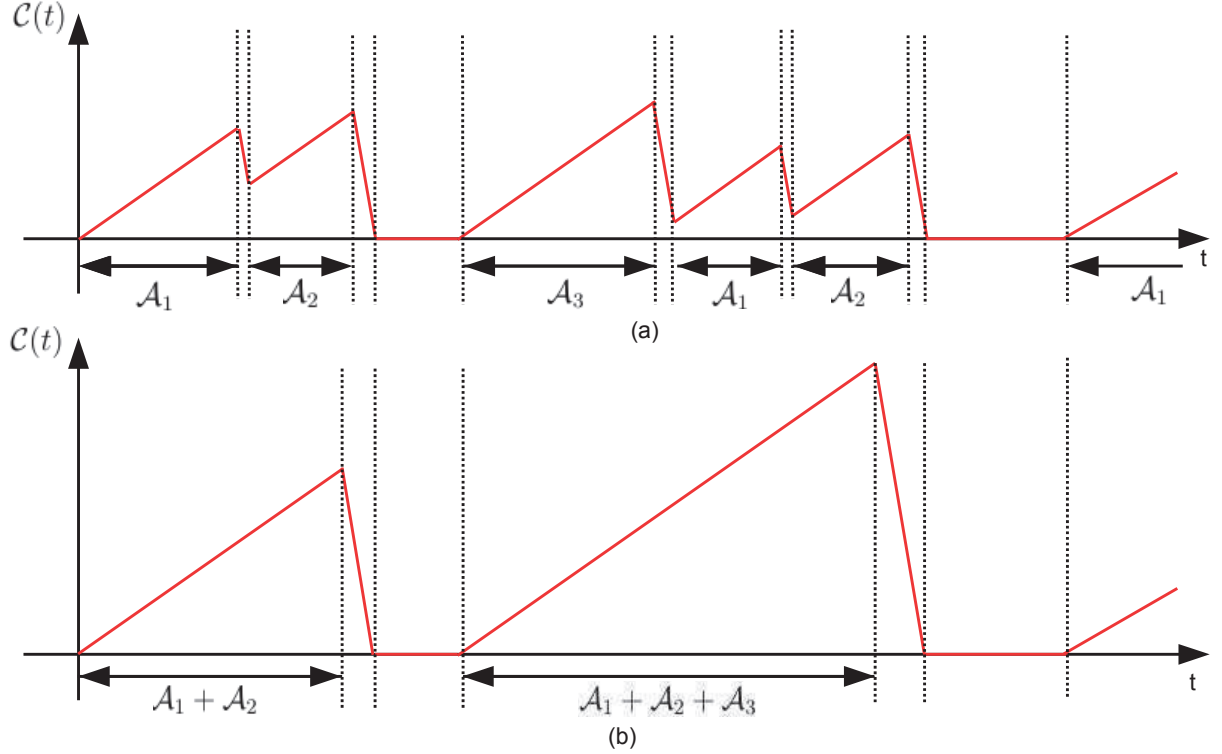 𝒞(t)
t
𝒜₁ 𝒜₂ 𝒜₃ 𝒜₁ 𝒜₂ 𝒜₁
(a)
𝒞(t)
t
𝒜₁ + 𝒜₂ 𝒜₁ + 𝒜₂ + 𝒜₃
(b)